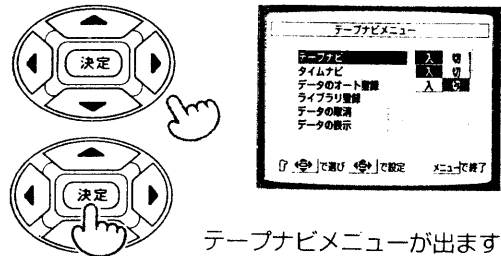 決定
テープナビメニュー
テープナビ 入 切
タイムナビ 入 切
データのオート登録 入 切
ライブラリ登録
データの取消
データの表示
で選び で設定 メニューで終了
決定
テープナビメニューが出ます